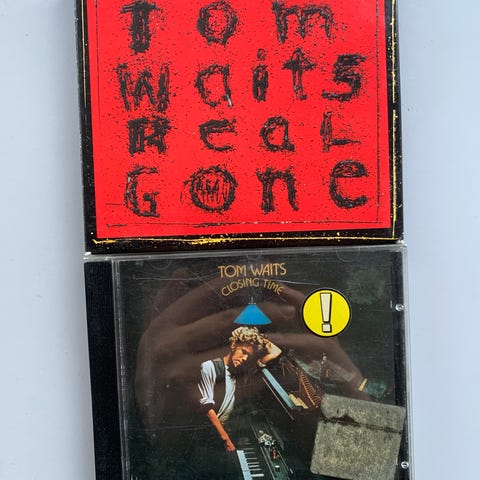 Tom
Waits
Real
Gone
TOM WAITS
CLOSING TIME
!